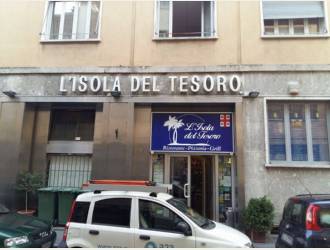 L'ISOLA DEL TESORO
L'Isola
del Tesoro
Ristorante - Pizzeria - Grill